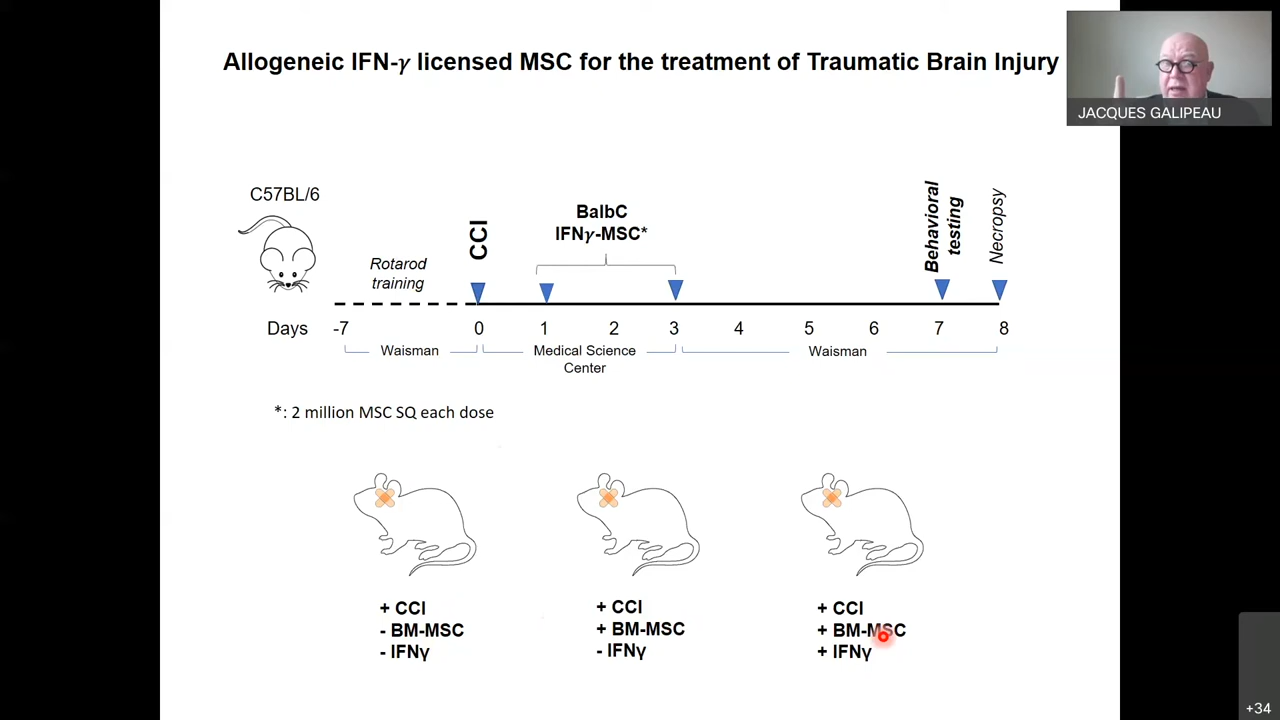 Allogeneic IFN-γ licensed MSC for the treatment of Traumatic Brain Injury
JACQUES GALIPEAU
C57BL/6
Rotarod
training
CCI
BalbC
IFNγ-MSC*
Behavioral
testing
Necropsy
Days -7 0 1 2 3 4 5 6 7 8
Waisman
Medical Science
Center
Waisman
*: 2 million MSC SQ each dose
+ CCI
- BM-MSC
- IFNγ
+ CCI
+ BM-MSC
- IFNγ
+ CCI
+ BM-MSC
+ IFNγ
+34